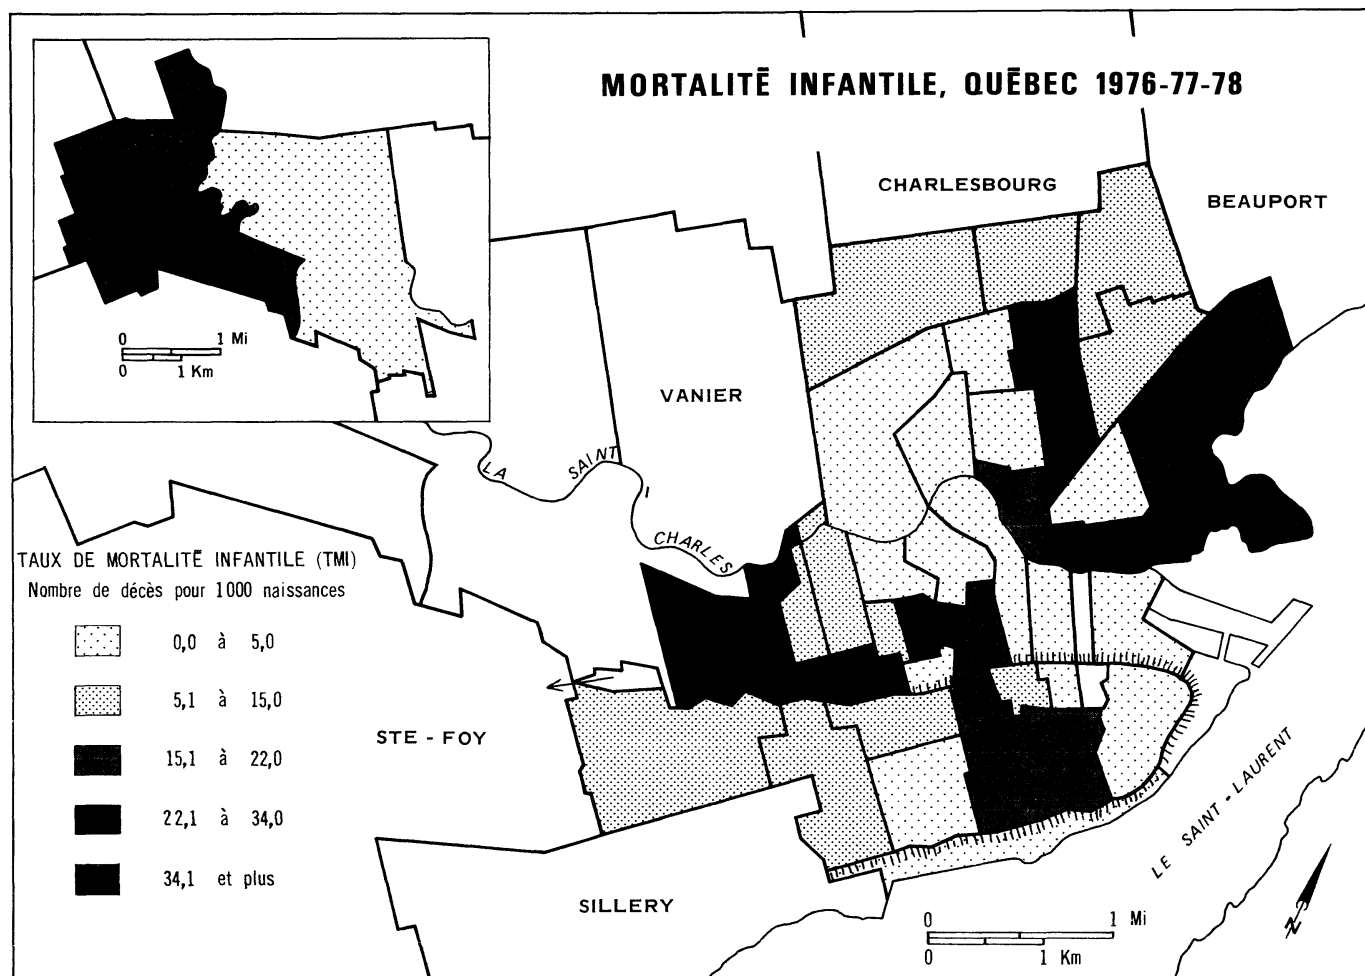 MORTALITĒ INFANTILE, QUĒBEC 1976-77-78
CHARLESBOURG
BEAUPORT
0 1 Mi
0 1 Km
VANIER
LA SAINT - CHARLES
TAUX DE MORTALITĒ INFANTILE (TMI)
Nombre de décès pour 1000 naissances
0,0 à 5,0
5,1 à 15,0
15,1 à 22,0
22,1 à 34,0
34,1 et plus
STE - FOY
SILLERY
LE SAINT - LAURENT
0 1 Mi
0 1 Km
N